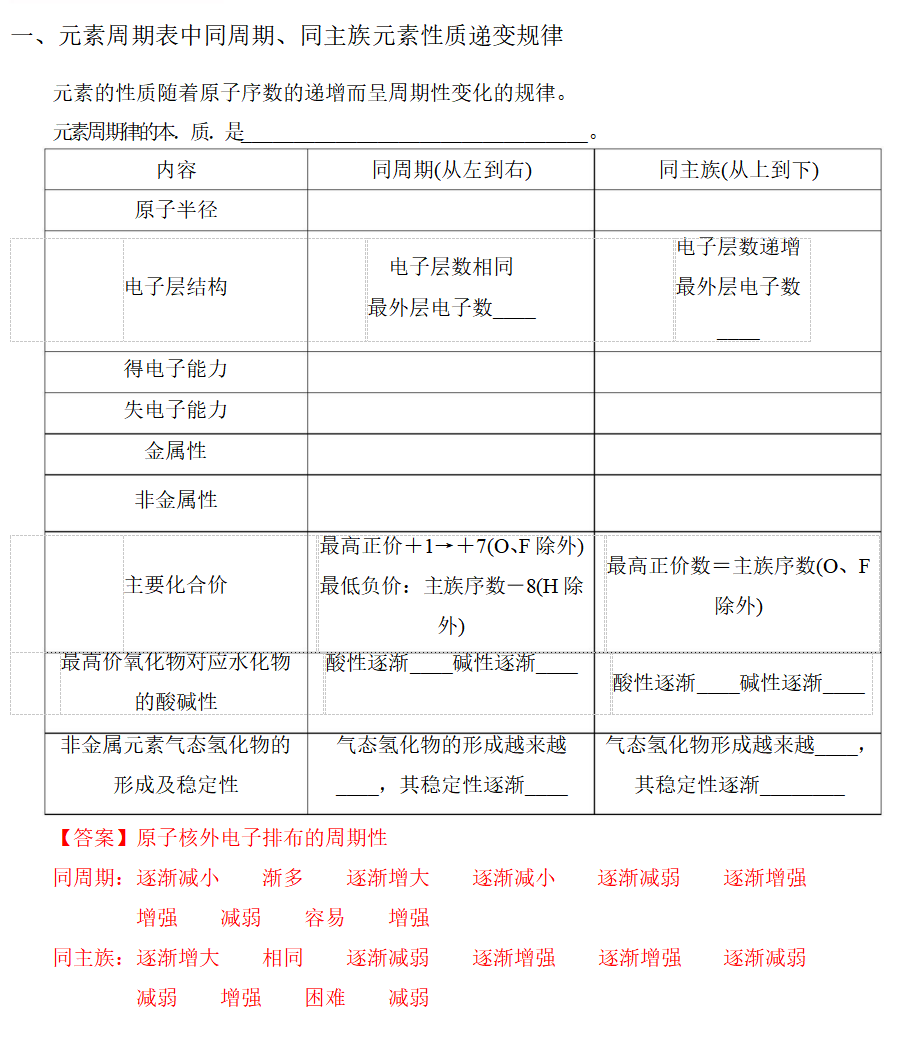 一、元素周期表中同周期、同主族元素性质递变规律
元素的性质随着原子序数的递增而呈周期性变化的规律。
元素周期律的本．质．是_________________________________。
内容 同周期(从左到右) 同主族(从上到下)
原子半径
电子层结构
电子层数相同
最外层电子数____
电子层数递增
最外层电子数
____
得电子能力
失电子能力
金属性
非金属性
主要化合价
最高正价＋1→＋7(O、F 除外)
最低负价：主族序数－8(H 除
外)
最高正价数＝主族序数(O、F
除外)
最高价氧化物对应水化物
的酸碱性
酸性逐渐____碱性逐渐____
酸性逐渐____碱性逐渐____
非金属元素气态氢化物的
形成及稳定性
气态氢化物的形成越来越
____，其稳定性逐渐____
气态氢化物形成越来越____，
其稳定性逐渐________
【答案】原子核外电子排布的周期性
同周期：逐渐减小 渐多 逐渐增大 逐渐减小 逐渐减弱 逐渐增强
增强 减弱 容易 增强
同主族：逐渐增大 相同 逐渐减弱 逐渐增强 逐渐增强 逐渐减弱
减弱 增强 困难 减弱